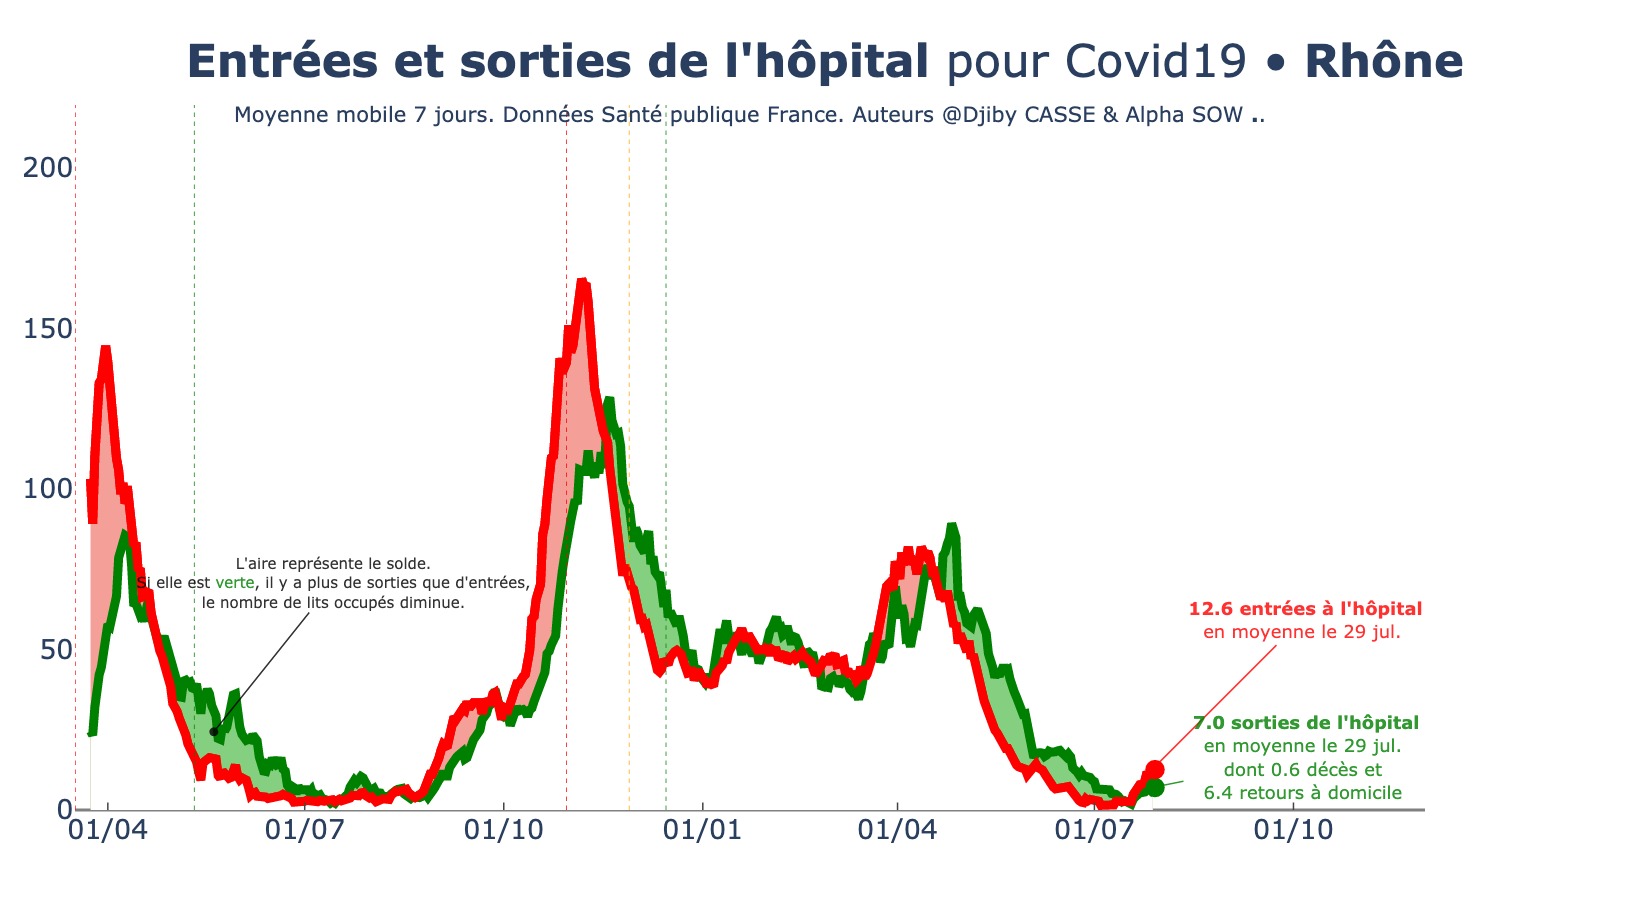 Entrées et sorties de l'hôpital pour Covid19 • Rhône
Moyenne mobile 7 jours. Données Santé publique France. Auteurs @Djiby CASSE & Alpha SOW ..
200
150
100
50
0
L'aire représente le solde.
Si elle est verte, il y a plus de sorties que d'entrées,
le nombre de lits occupés diminue.
12.6 entrées à l'hôpital
en moyenne le 29 jul.
7.0 sorties de l'hôpital
en moyenne le 29 jul.
dont 0.6 décès et
6.4 retours à domicile
01/04 01/07 01/10 01/01 01/04 01/07 01/10